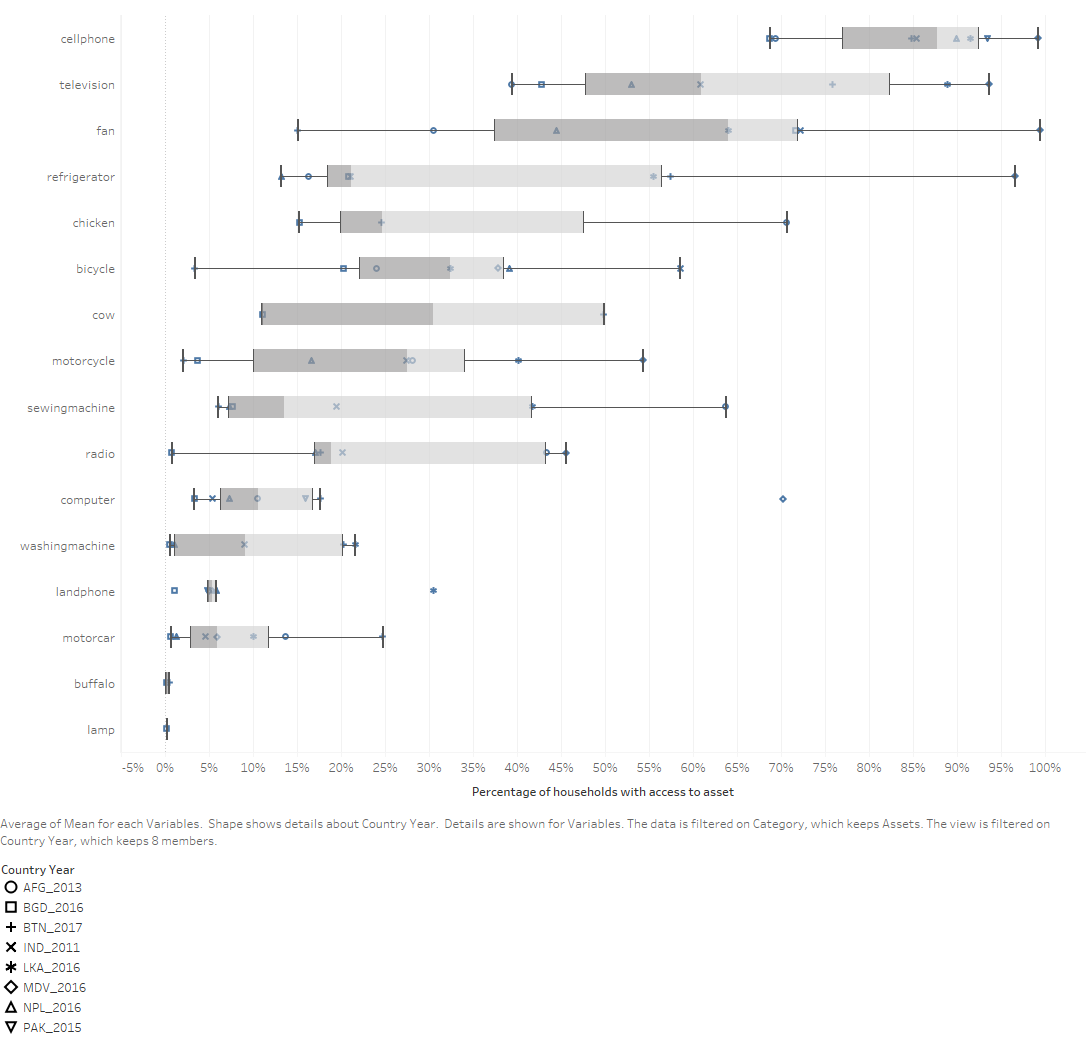 cellphone
television
fan
refrigerator
chicken
bicycle
cow
motorcycle
sewingmachine
radio
computer
washingmachine
landphone
motorcar
buffalo
lamp
-5% 0% 5% 10% 15% 20% 25% 30% 35% 40% 45% 50% 55% 60% 65% 70% 75% 80% 85% 90% 95% 100%
Percentage of households with access to asset
Average of Mean for each Variables. Shape shows details about Country Year. Details are shown for Variables. The data is filtered on Category, which keeps Assets. The view is filtered on
Country Year, which keeps 8 members.
Country Year
AFG_2013
BGD_2016
BTN_2017
IND_2011
LKA_2016
MDV_2016
NPL_2016
PAK_2015